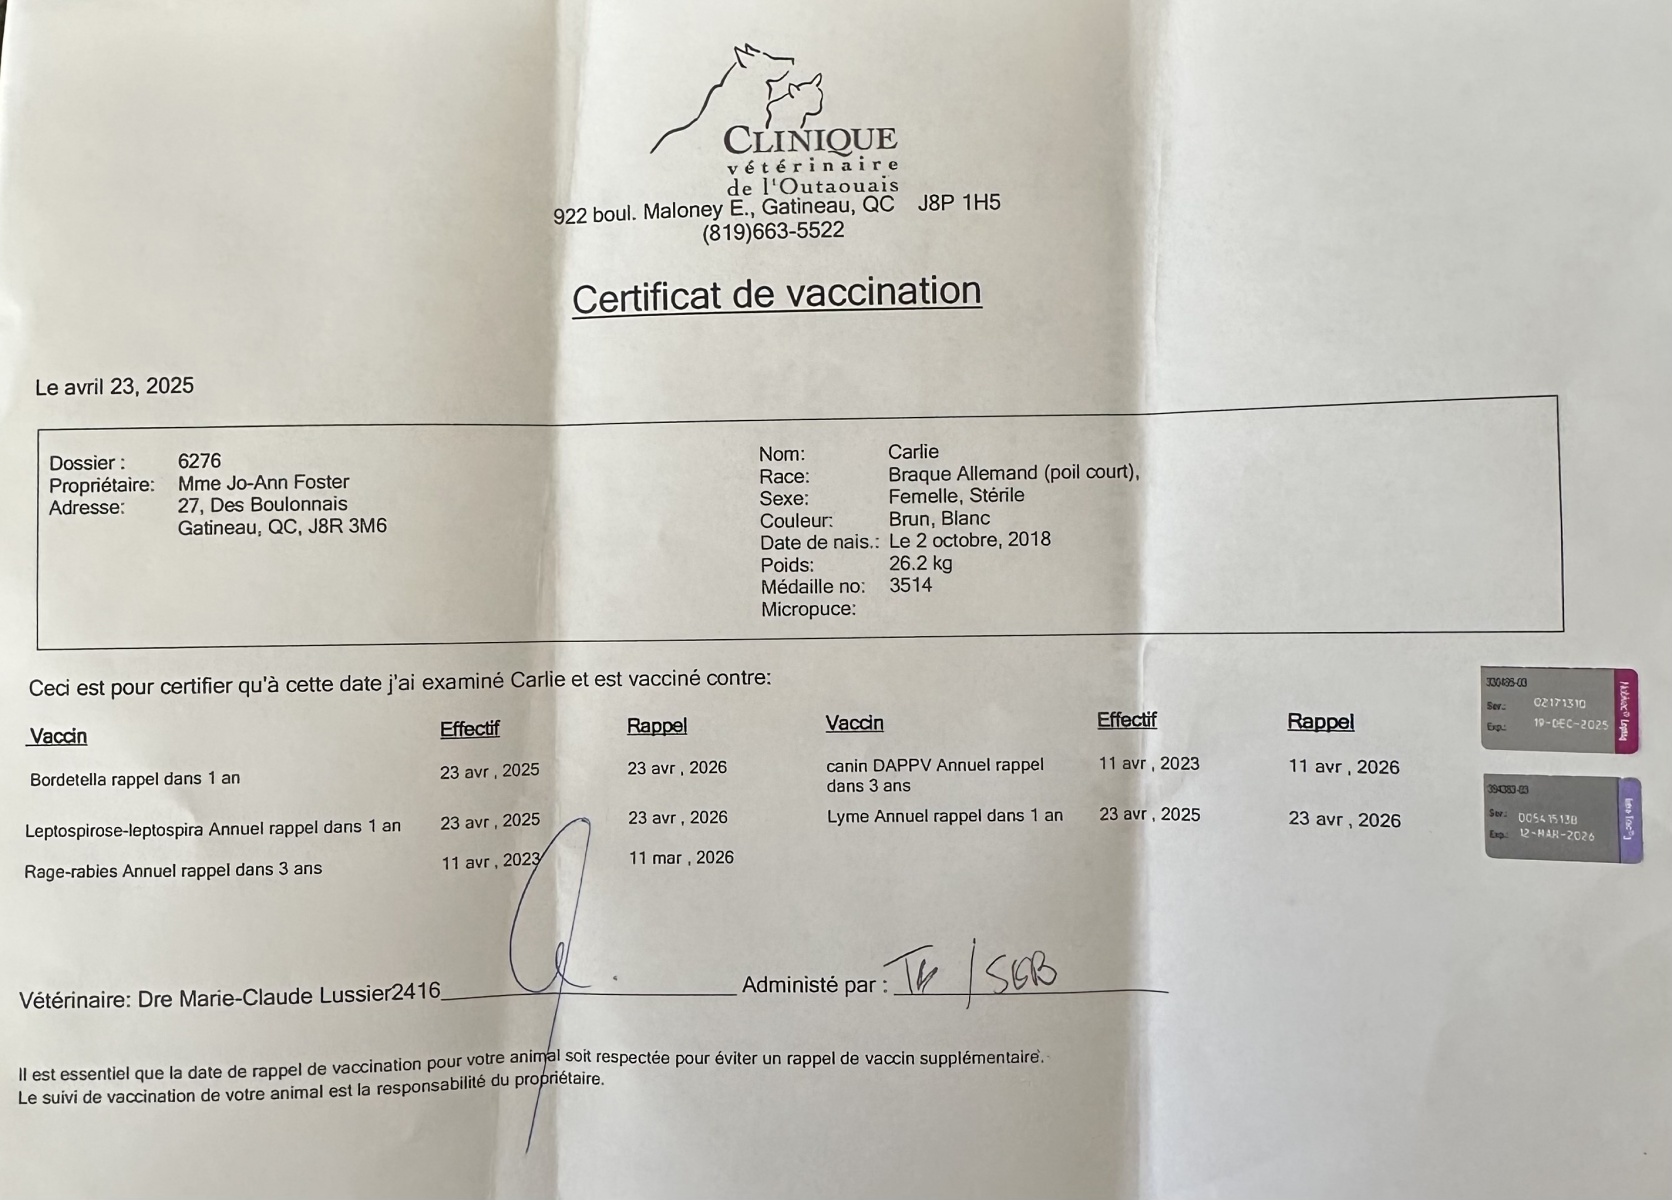 CLINIQUE
vétérinaire
de l'Outaouais
922 boul. Maloney E., Gatineau, QC J8P 1H5
(819)663-5522
Certificat de vaccination
Le avril 23, 2025
Dossier : 6276
Propriétaire: Mme Jo-Ann Foster
Adresse: 27, Des Boulonnais
Gatineau, QC, J8R 3M6
Nom: Carlie
Race: Braque Allemand (poil court),
Sexe: Femelle, Stérile
Couleur: Brun, Blanc
Date de nais.: Le 2 octobre, 2018
Poids: 26.2 kg
Médaille no: 3514
Micropuce:
Ceci est pour certifier qu'à cette date j'ai examiné Carlie et est vacciné contre:
Vaccin Effectif Rappel Vaccin Effectif Rappel
Bordetella rappel dans 1 an 23 avr , 2025 23 avr , 2026 canin DAPPV Annuel rappel 11 avr , 2023 11 avr , 2026
dans 3 ans
Leptospirose-leptospira Annuel rappel dans 1 an 23 avr , 2025 23 avr , 2026 Lyme Annuel rappel dans 1 an 23 avr , 2025 23 avr , 2026
Rage-rabies Annuel rappel dans 3 ans 11 avr , 2023 11 mar , 2026
Ser.: 02171310
Exp.: 19-DEC-2025
394383-03
Ser.: 00541513B
Exp.: 12-MAR-2026
Vétérinaire: Dre Marie-Claude Lussier2416
Administé par :
Il est essentiel que la date de rappel de vaccination pour votre animal soit respectée pour éviter un rappel de vaccin supplémentaire.
Le suivi de vaccination de votre animal est la responsabilité du propriétaire.